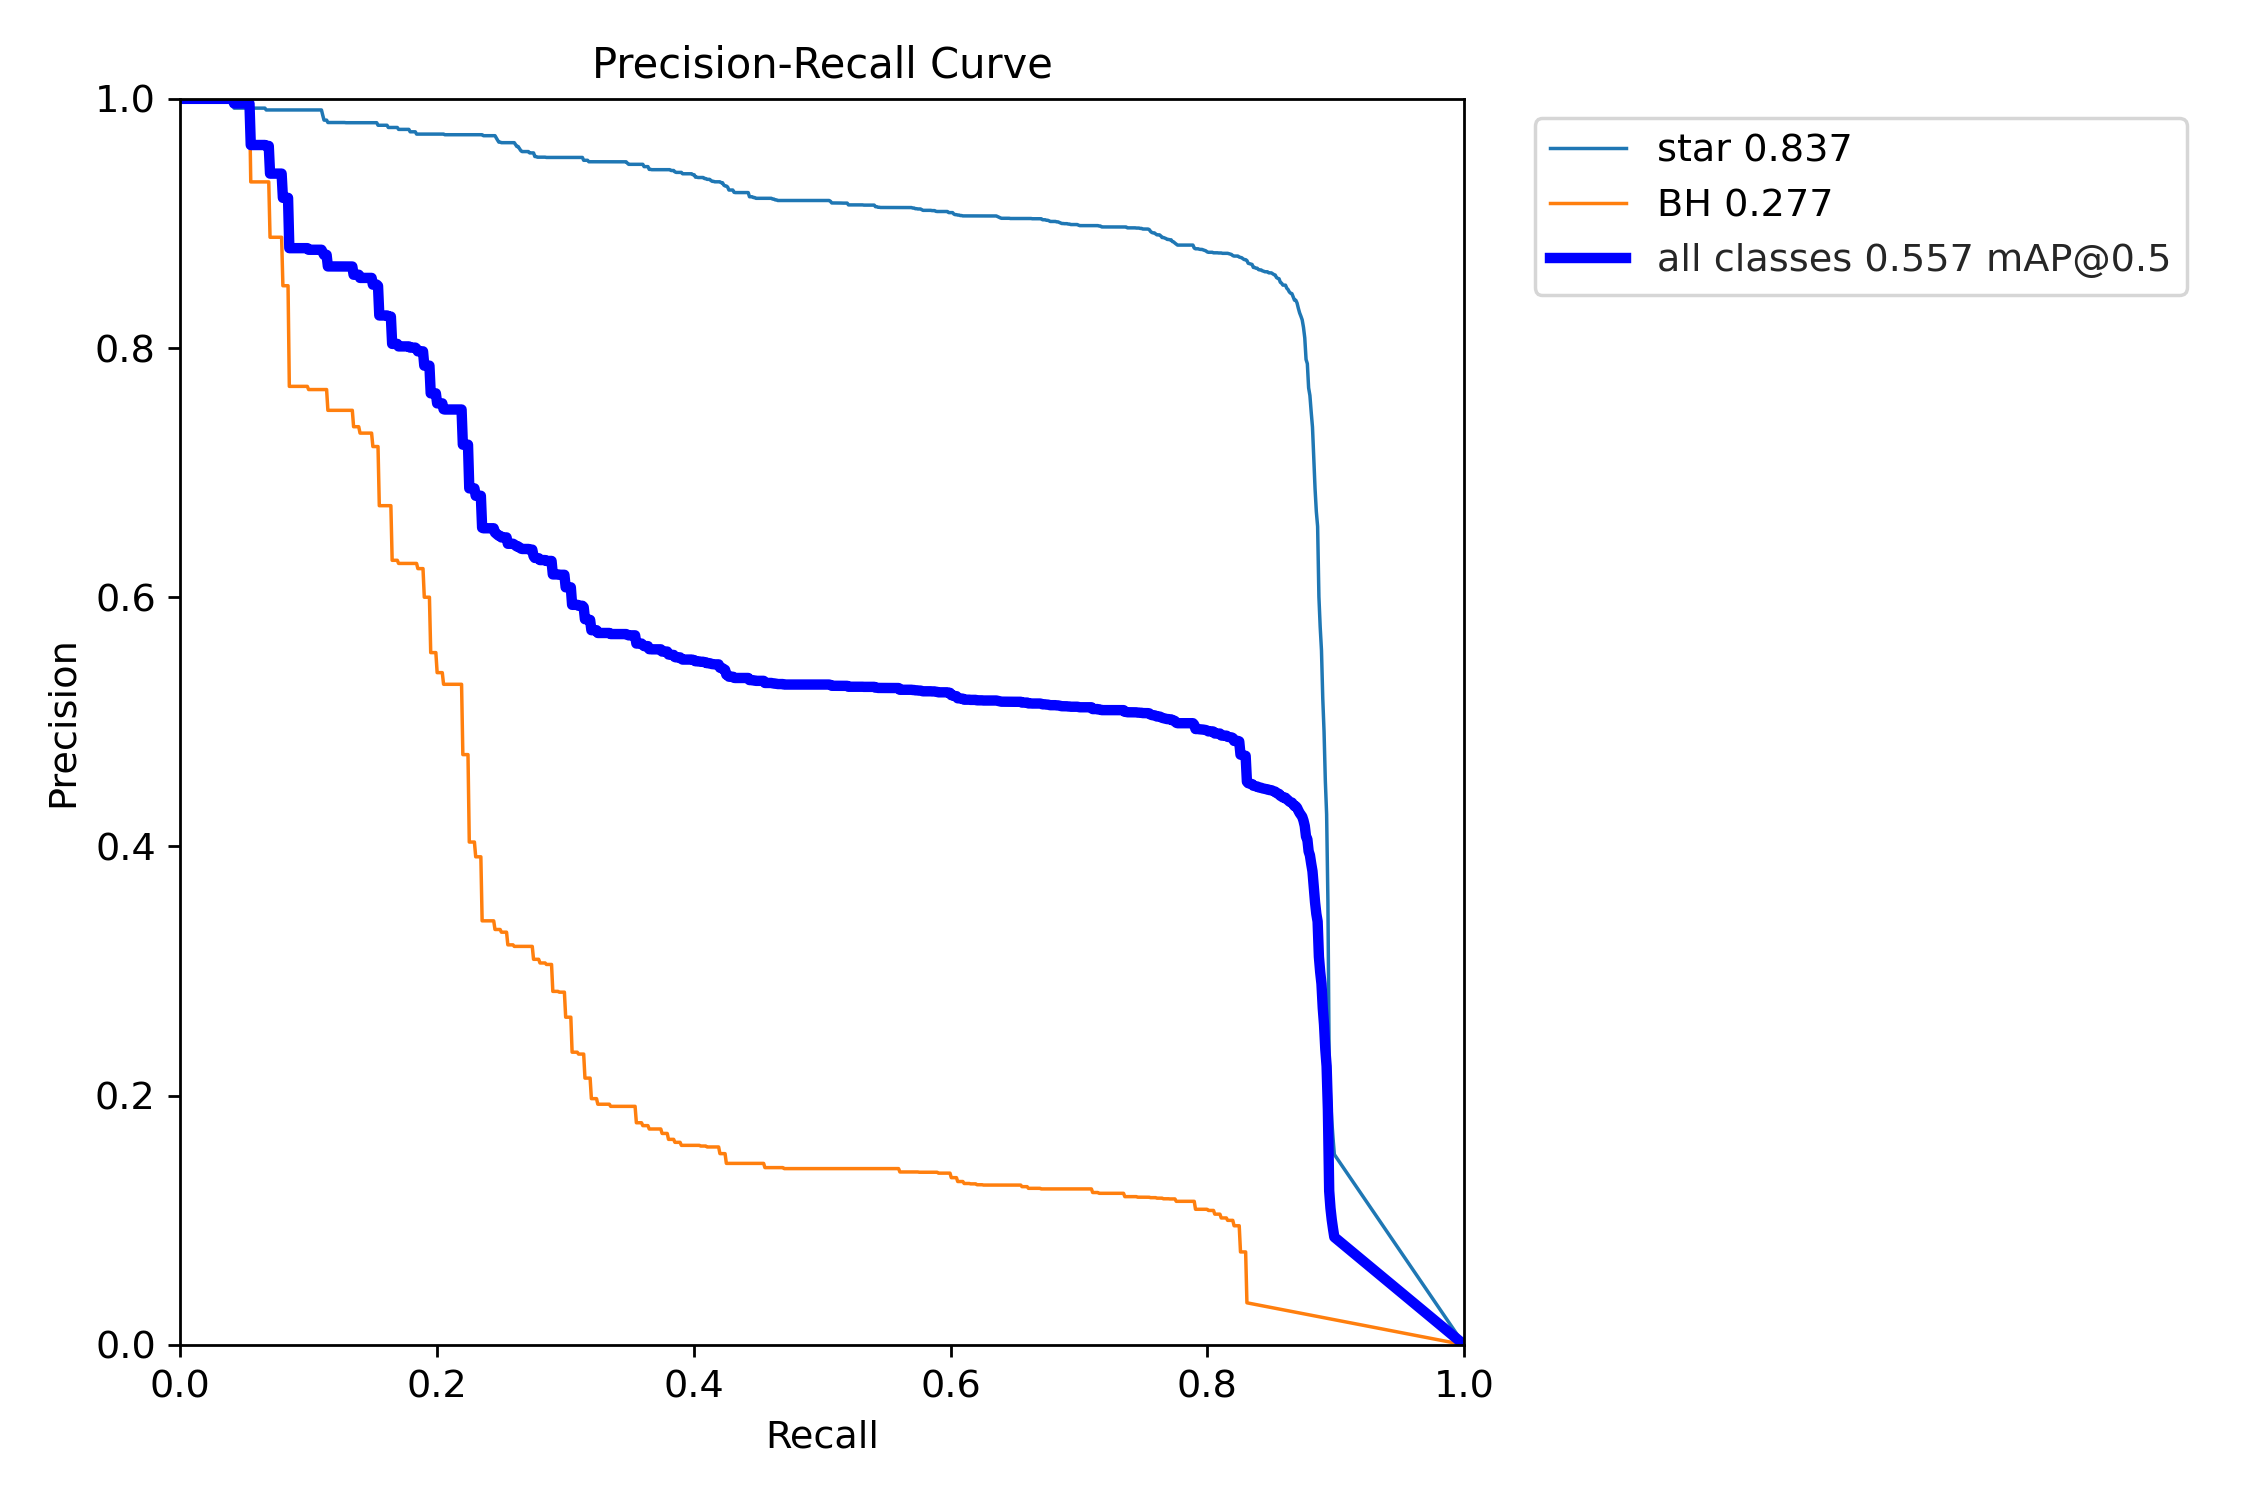 Precision-Recall Curve
1.0
0.8
0.6
0.4
0.2
0.0
Precision
0.0 0.2 0.4 0.6 0.8 1.0
Recall
star 0.837
BH 0.277
all classes 0.557 mAP@0.5